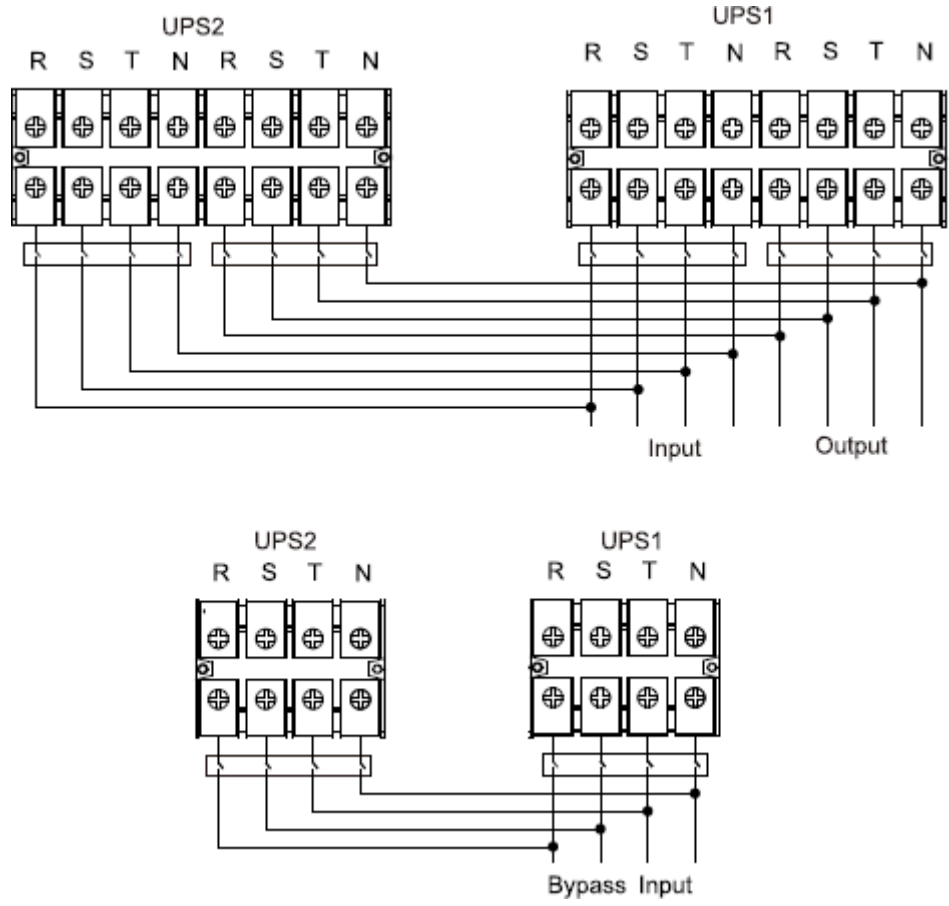 UPS2
UPS1
R S T N R S T N
R S T N R S T N
Input
Output
UPS2
UPS1
R S T N
R S T N
Bypass Input